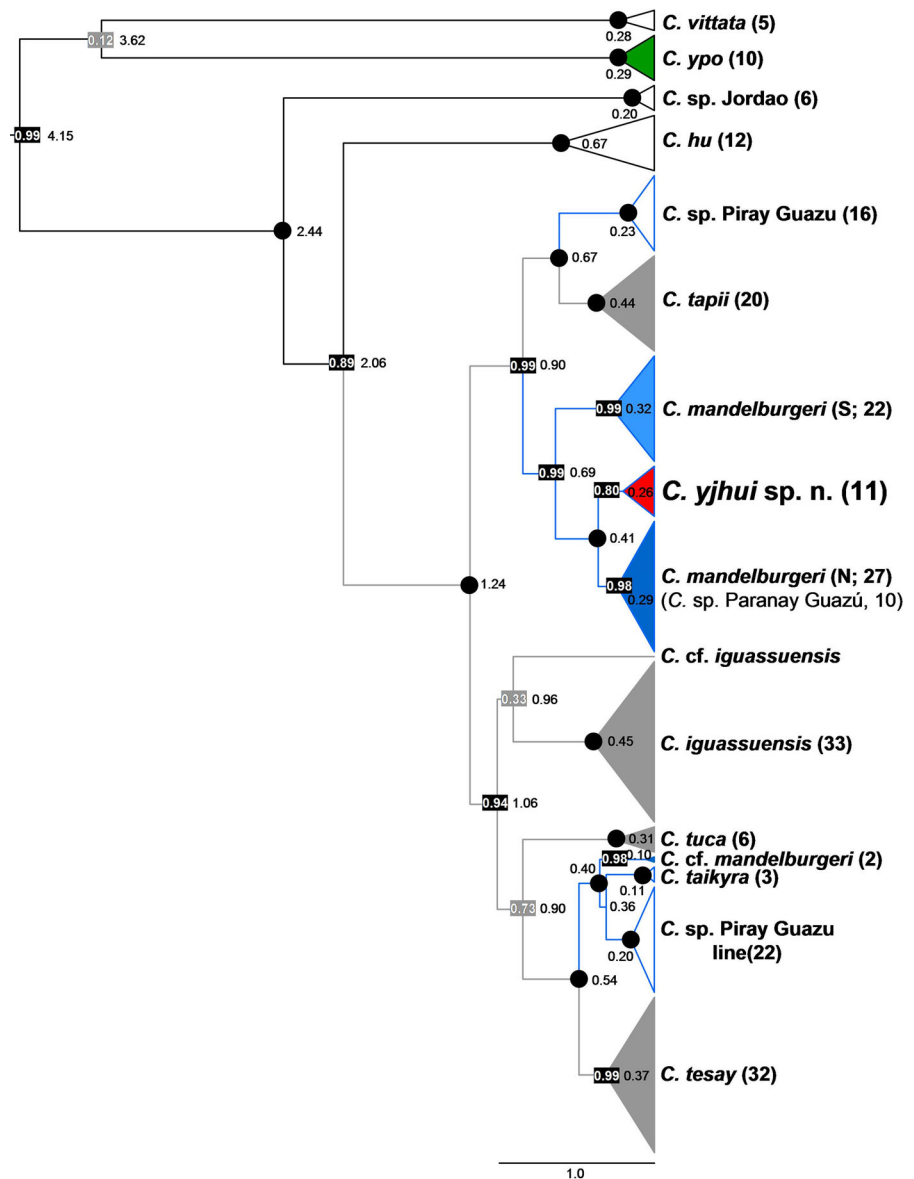 C. vittata (5)
0.28
0.12 3.62
C. ypo (10)
0.29
C. sp. Jordao (6)
0.20
0.99 4.15
C. hu (12)
0.67
C. sp. Piray Guazu (16)
0.23
2.44
0.67
C. tapii (20)
0.44
0.89 2.06
0.99 0.90
C. mandelburgeri (S; 22)
0.99 0.32
0.99 0.69
C. yjhui sp. n. (11)
0.80 0.26
0.41
C. mandelburgeri (N; 27)
(C. sp. Paranay Guazú, 10)
0.98 0.29
1.24
C. cf. iguassuensis
0.33 0.96
C. iguassuensis (33)
0.45
0.94 1.06
C. tuca (6)
0.31
C. cf. mandelburgeri (2)
0.98 0.10
0.40
C. taikyra (3)
0.11
0.36
0.73 0.90
C. sp. Piray Guazu
line(22)
0.20
0.54
C. tesay (32)
0.99 0.37
1.0